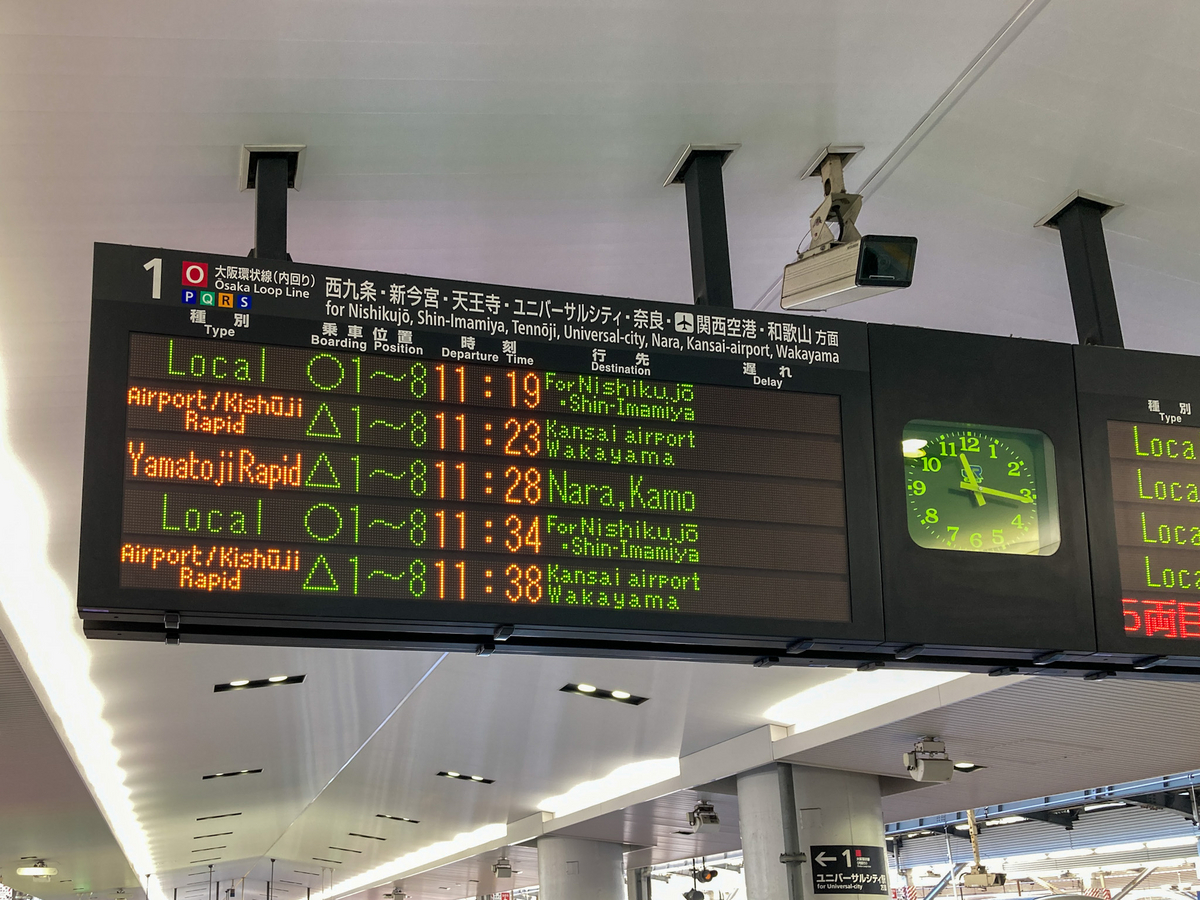 1 O 大阪環状線(内回り) 西九条・新今宮・天王寺・ユニバーサルシティ・奈良・関西空港・和歌山 方面
Ōsaka Loop Line for Nishikujō, Shin-Imamiya, Tennōji, Universal-city, Nara, Kansai-airport, Wakayama
P Q R S
種別 乗車位置 時刻 行先 遅れ
Type Boarding Position Departure Time Destination Delay
Local ○1～8 11:19 For Nishikujō
・Shin-Imamiya
Airport/Kishūji
Rapid △1～8 11:23 Kansai airport
Wakayama
Yamatoji Rapid △1～8 11:28 Nara, Kamo
Local ○1～8 11:34 For Nishikujō
・Shin-Imamiya
Airport/Kishūji
Rapid △1～8 11:38 Kansai airport
Wakayama
12 1 2 3 4 5 6 7 8 9 10 11
種別
Type
Loca
Loca
Loca
Loca
5両
← 1
ユニバーサルシティ
for Universal-city